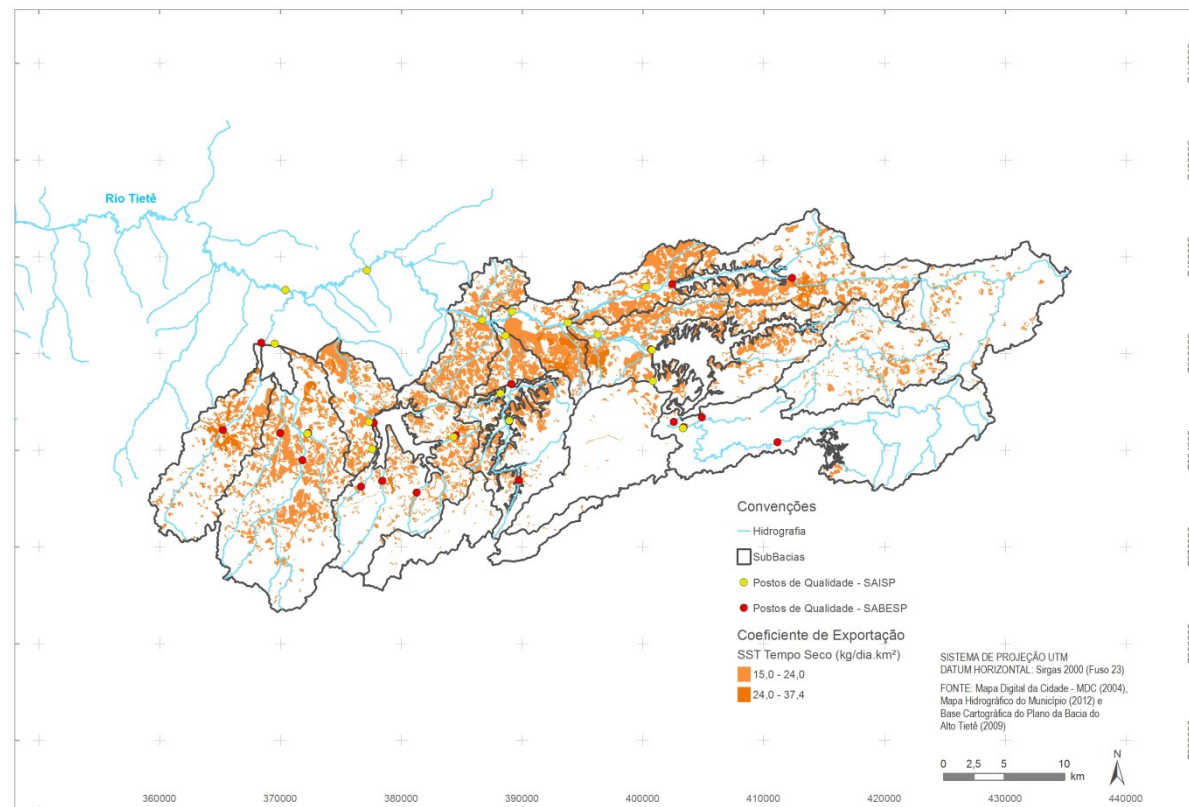 Rio Tietê
Convenções
Hidrografia
SubBacias
Postos de Qualidade - SAISP
Postos de Qualidade - SABESP
Coeficiente de Exportação
SST Tempo Seco (kg/dia.km²)
15,0 - 24,0
24,0 - 37,4
SISTEMA DE PROJEÇÃO UTM
DATUM HORIZONTAL: Sirgas 2000 (Fuso 23)
FONTE: Mapa Digital da Cidade - MDC (2004),
Mapa Hidrográfico do Município (2012) e
Base Cartográfica do Plano da Bacia do
Alto Tietê (2009)
N
0 2,5 5 10
km
360000 370000 380000 390000 400000 410000 420000 430000 440000